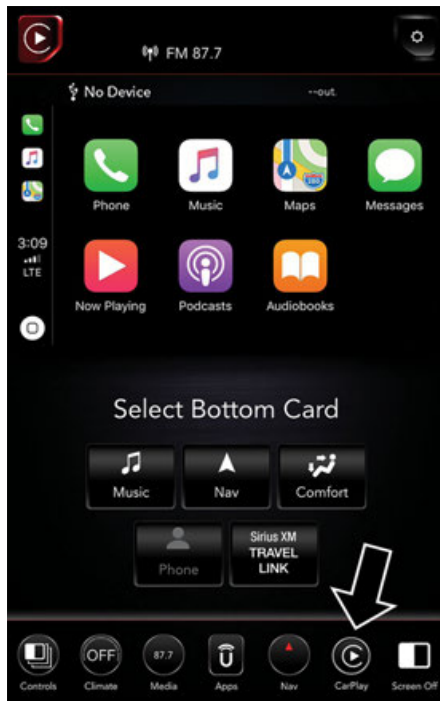 FM 87.7
No Device --out
Phone Music Maps Messages
280
3:09
LTE
Now Playing Podcasts Audiobooks
Select Bottom Card
Music Nav Comfort
Phone
Sirius XM
TRAVEL
LINK
OFF 87.7
Controls Climate Media Apps Nav CarPlay Screen Off